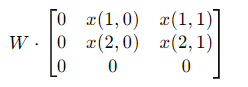 W · [ 0 x(1,0) x(1,1)
0 x(2,0) x(2,1)
0 0 0 ]